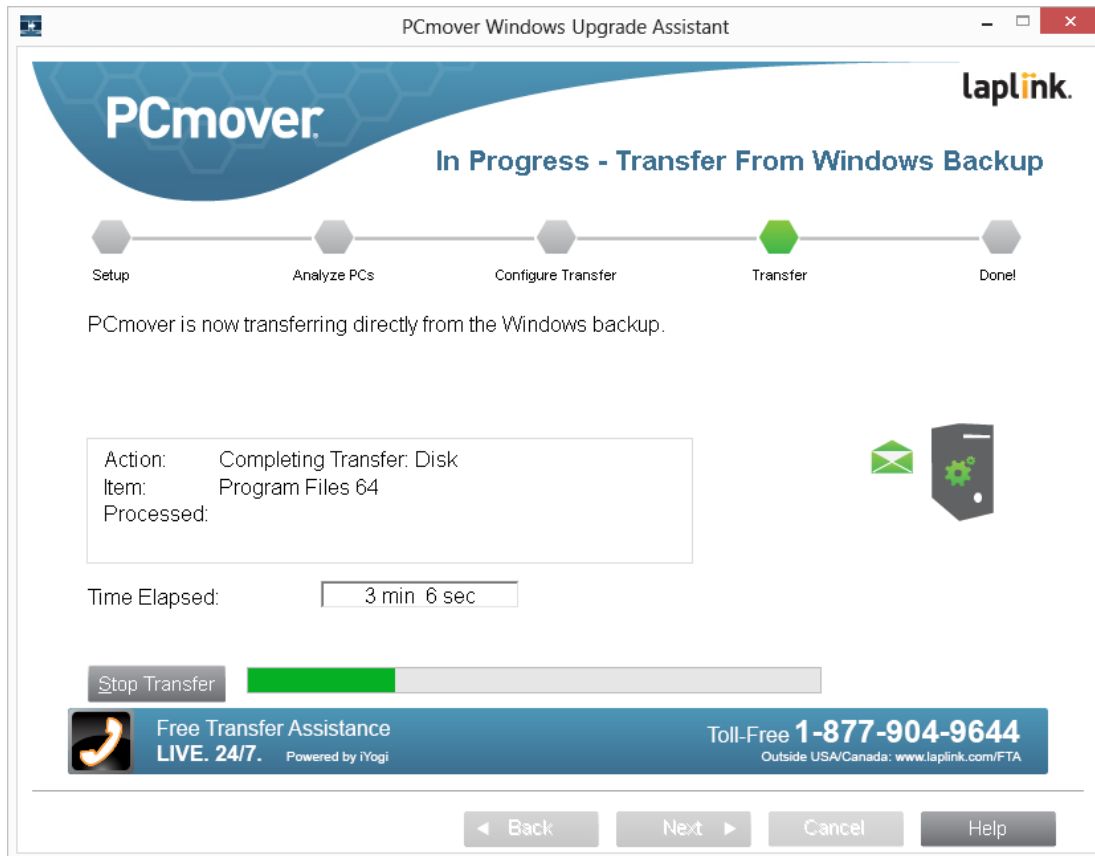 PCmover Windows Upgrade Assistant
PCmover
laplink.
In Progress - Transfer From Windows Backup
Setup
Analyze PCs
Configure Transfer
Transfer
Done!
PCmover is now transferring directly from the Windows backup.
Action: Completing Transfer: Disk
Item: Program Files 64
Processed:
Time Elapsed: 3 min 6 sec
Stop Transfer
Free Transfer Assistance
LIVE. 24/7. Powered by iYogi
Toll-Free 1-877-904-9644
Outside USA/Canada: www.laplink.com/FTA
Back
Next
Cancel
Help